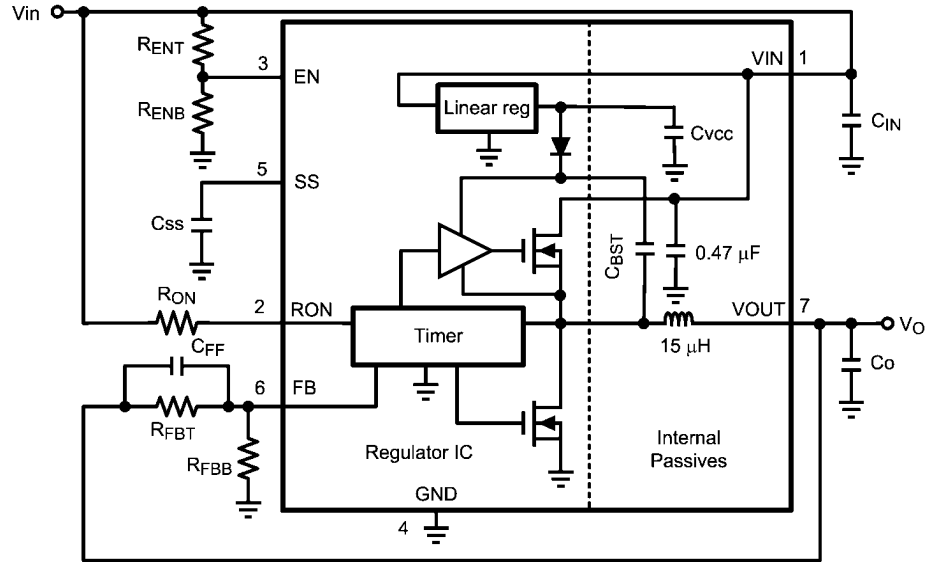 Vin
RENT
3
EN
VIN
1
RENB
Linear reg
Cvcc
CIN
5
SS
Css
CBST
0.47 μF
RON
2
RON
Timer
VOUT
7
VO
15 μH
CFF
Co
6
FB
RFBT
RFBB
Regulator IC
Internal
Passives
GND
4